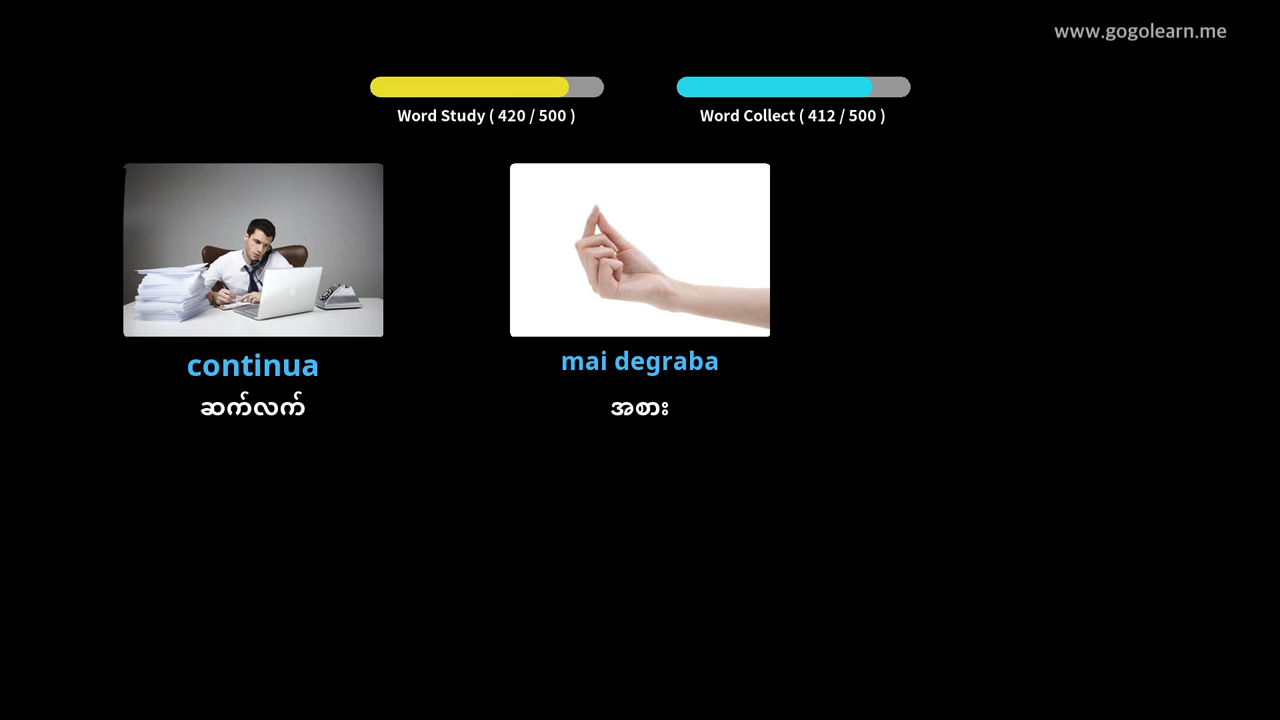 www.gogolearn.me
Word Study ( 420 / 500 )
Word Collect ( 412 / 500 )
continua
ဆက်လက်
mai degraba
အစား